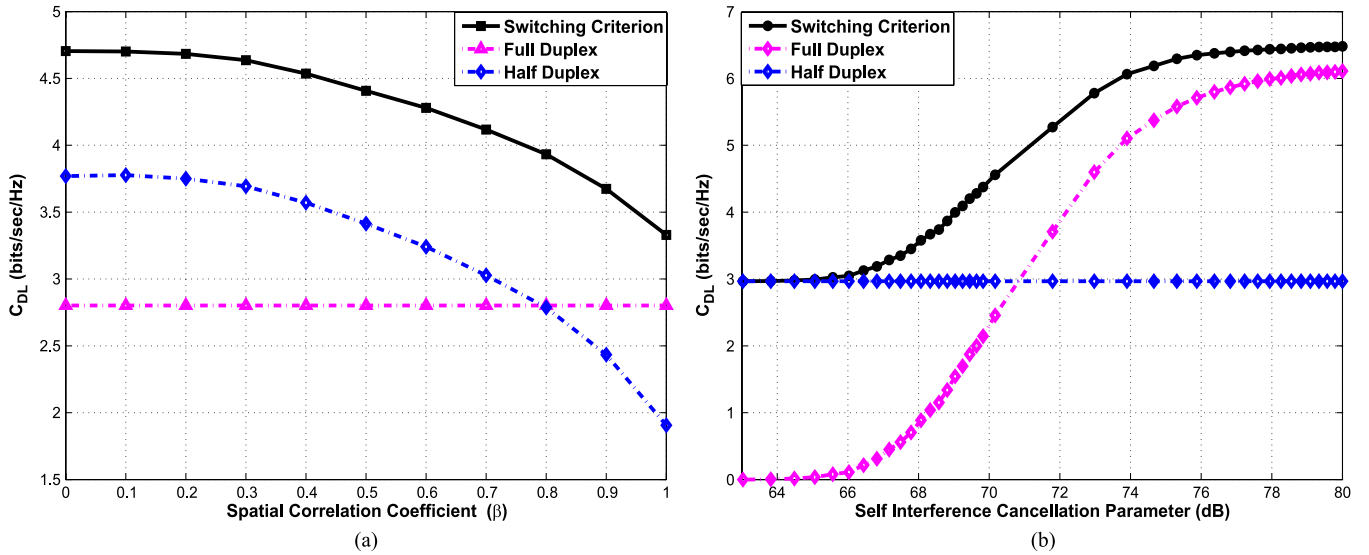 5
4.5
4
3.5
3
2.5
2
1.5
C_DL (bits/sec/Hz)
Switching Criterion
Full Duplex
Half Duplex
0 0.1 0.2 0.3 0.4 0.5 0.6 0.7 0.8 0.9 1
Spatial Correlation Coefficient (β)
(a)
7
6
5
4
3
2
1
0
C_DL (bits/sec/Hz)
Switching Criterion
Full Duplex
Half Duplex
64 66 68 70 72 74 76 78 80
Self Interference Cancellation Parameter (dB)
(b)